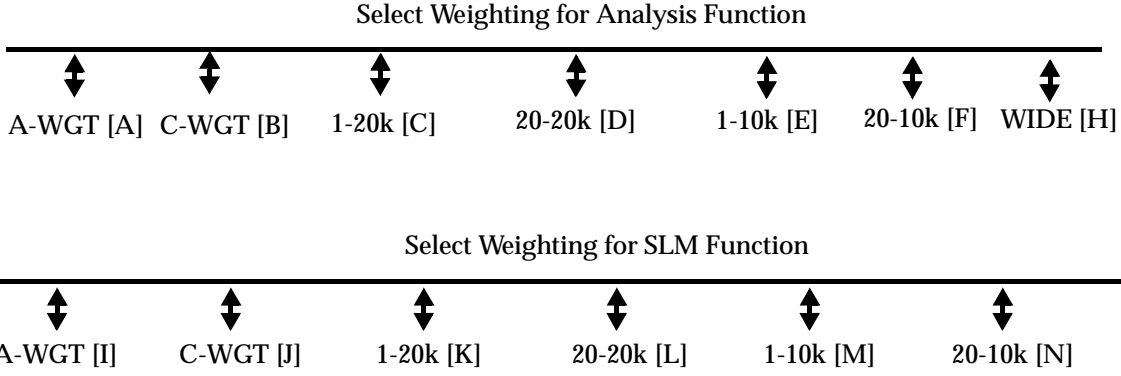 Select Weighting for Analysis Function
A-WGT [A] C-WGT [B] 1-20k [C] 20-20k [D] 1-10k [E] 20-10k [F] WIDE [H]
Select Weighting for SLM Function
A-WGT [I] C-WGT [J] 1-20k [K] 20-20k [L] 1-10k [M] 20-10k [N]